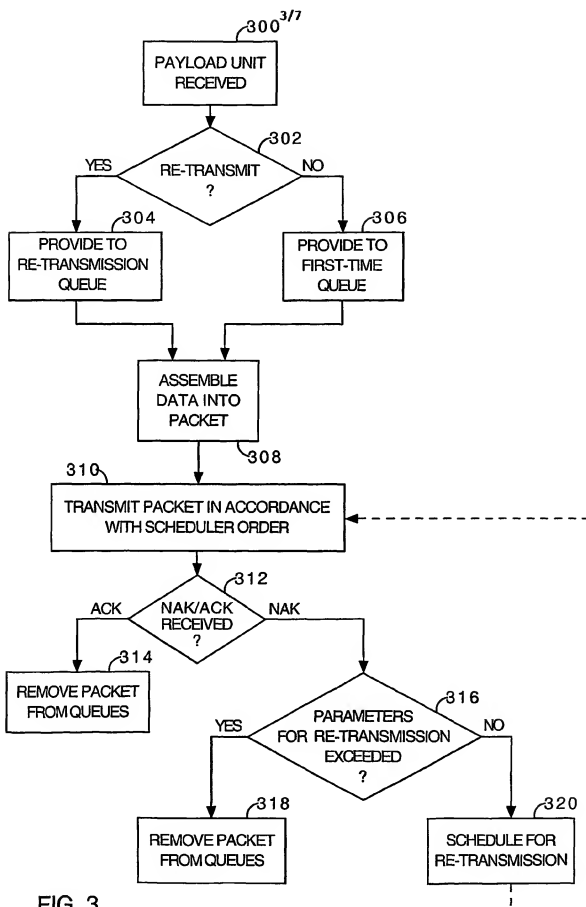 3/7
300
PAYLOAD UNIT
RECEIVED
302
YES
RE-TRANSMIT
?
NO
304
306
PROVIDE TO
RE-TRANSMISSION
QUEUE
PROVIDE TO
FIRST-TIME
QUEUE
ASSEMBLE
DATA INTO
PACKET
308
310
TRANSMIT PACKET IN ACCORDANCE
WITH SCHEDULER ORDER
312
ACK
NAK/ACK
RECEIVED
?
NAK
314
REMOVE PACKET
FROM QUEUES
316
YES
PARAMETERS
FOR RE-TRANSMISSION
EXCEEDED
?
NO
318
320
REMOVE PACKET
FROM QUEUES
SCHEDULE FOR
RE-TRANSMISSION
FIG. 3